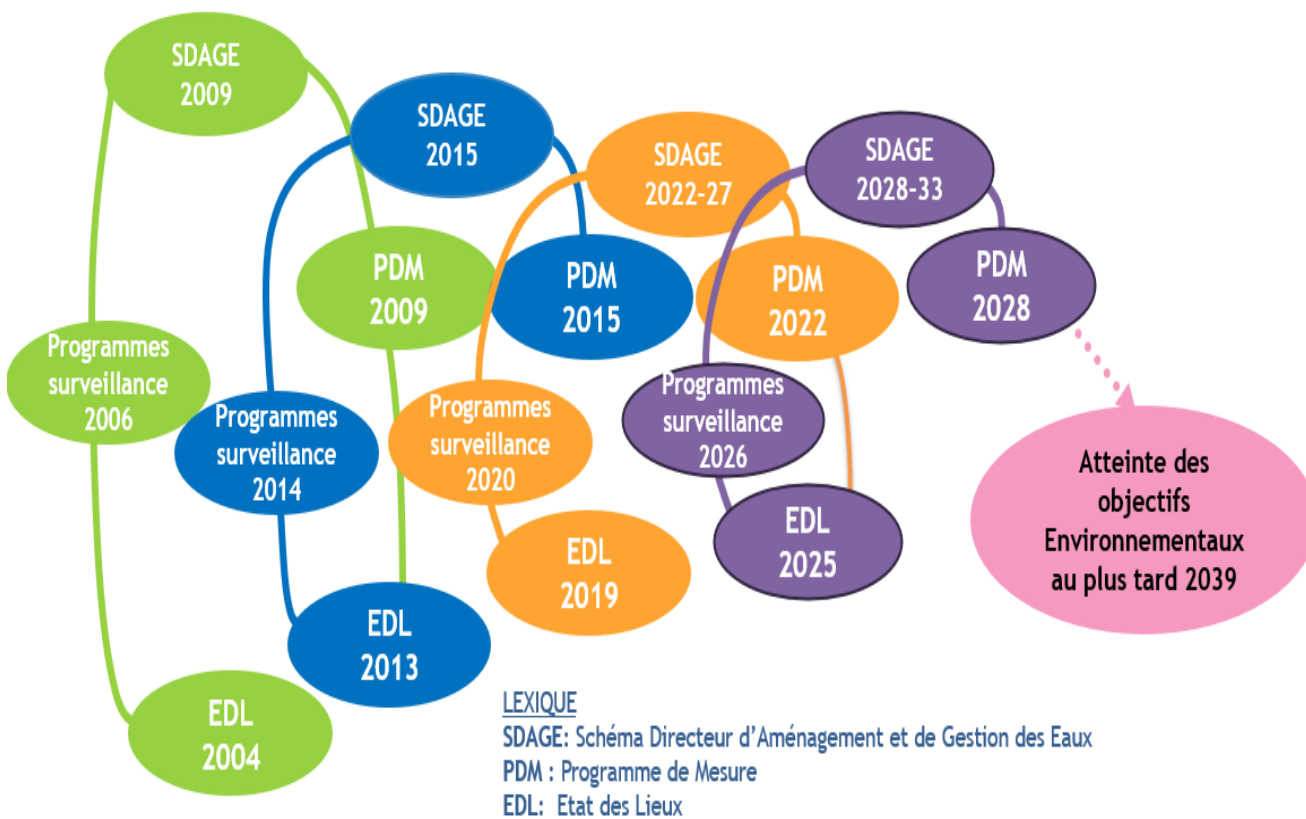 SDAGE
2009
SDAGE
2015
SDAGE
2022-27
SDAGE
2028-33
PDM
2009
PDM
2015
PDM
2022
PDM
2028
Programmes
surveillance
2006
Programmes
surveillance
2014
Programmes
surveillance
2020
Programmes
surveillance
2026
EDL
2004
EDL
2013
EDL
2019
EDL
2025
Atteinte des
objectifs
Environnementaux
au plus tard 2039
LEXIQUE
SDAGE: Schéma Directeur d’Aménagement et de Gestion des Eaux
PDM : Programme de Mesure
EDL: Etat des Lieux